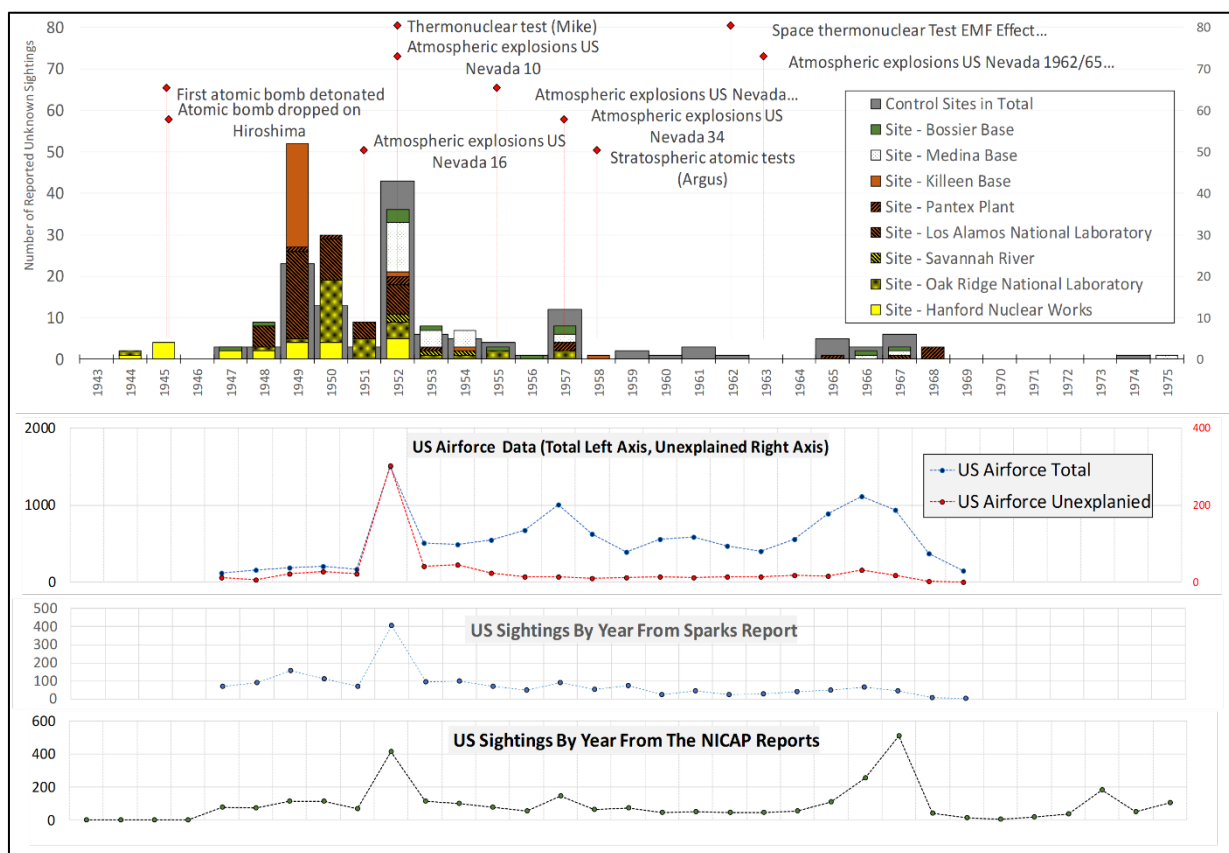 80
70
60
50
40
30
20
10
0
Number of Reported Unknown Sightings
Thermonuclear test (Mike)
Atmospheric explosions US
Nevada 10
First atomic bomb detonated
Atomic bomb dropped on
Hiroshima
Atmospheric explosions US
Nevada 16
Space thermonuclear Test EMF Effect...
Atmospheric explosions US Nevada 1962/65...
Atmospheric explosions US Nevada...
Atmospheric explosions US
Nevada 34
Stratospheric atomic tests
(Argus)
Control Sites in Total
Site - Bossier Base
Site - Medina Base
Site - Killeen Base
Site - Pantex Plant
Site - Los Alamos National Laboratory
Site - Savannah River
Site - Oak Ridge National Laboratory
Site - Hanford Nuclear Works
80
70
60
50
40
30
20
10
0
1943
1944
1945
1946
1947
1948
1949
1950
1951
1952
1953
1954
1955
1956
1957
1958
1959
1960
1961
1962
1963
1964
1965
1966
1967
1968
1969
1970
1971
1972
1973
1974
1975
US Airforce Data (Total Left Axis, Unexplained Right Axis)
2000
1000
0
400
200
0
US Airforce Total
US Airforce Unexplanied
US Sightings By Year From Sparks Report
500
400
300
200
100
0
US Sightings By Year From The NICAP Reports
600
400
200
0